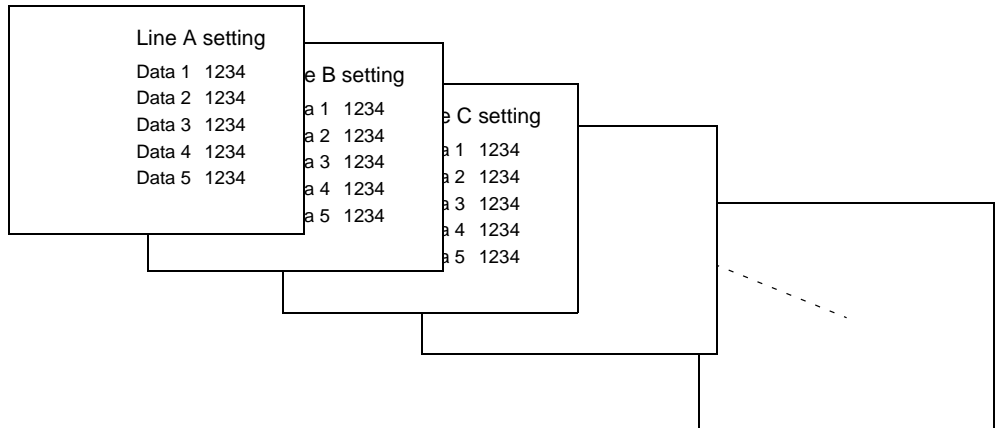 Line A setting
Data 1 1234
Data 2 1234
Data 3 1234
Data 4 1234
Data 5 1234
e B setting
a 1 1234
a 2 1234
a 3 1234
a 4 1234
a 5 1234
e C setting
a 1 1234
a 2 1234
a 3 1234
a 4 1234
a 5 1234